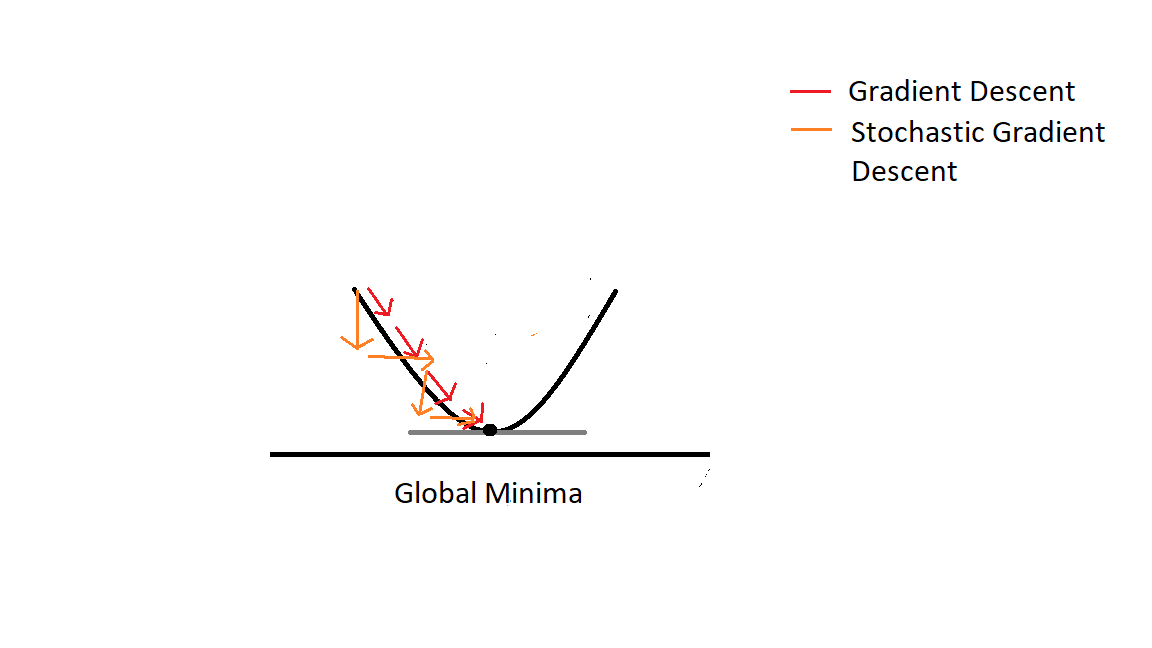 Gradient Descent
Stochastic Gradient
Descent
Global Minima